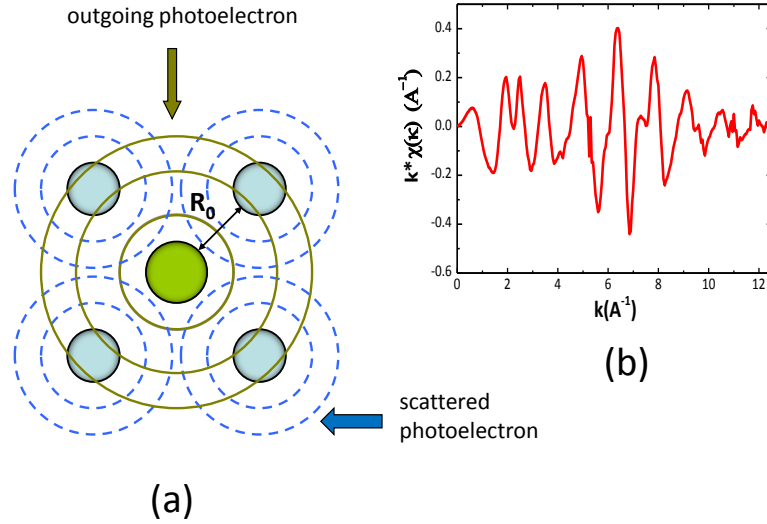 outgoing photoelectron
R₀
scattered
photoelectron
(a)
k* χ(κ) (A⁻¹)
0.4
0.2
0.0
-0.2
-0.4
-0.6
0 2 4 6 8 10 12
k(A⁻¹)
(b)